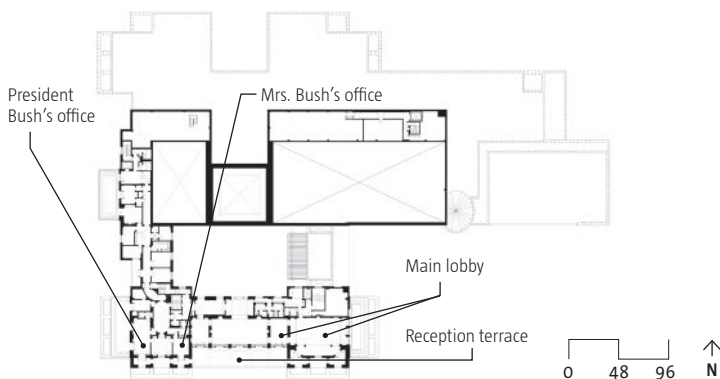 President
Bush’s office
Mrs. Bush’s office
Main lobby
Reception terrace
0 48 96 N